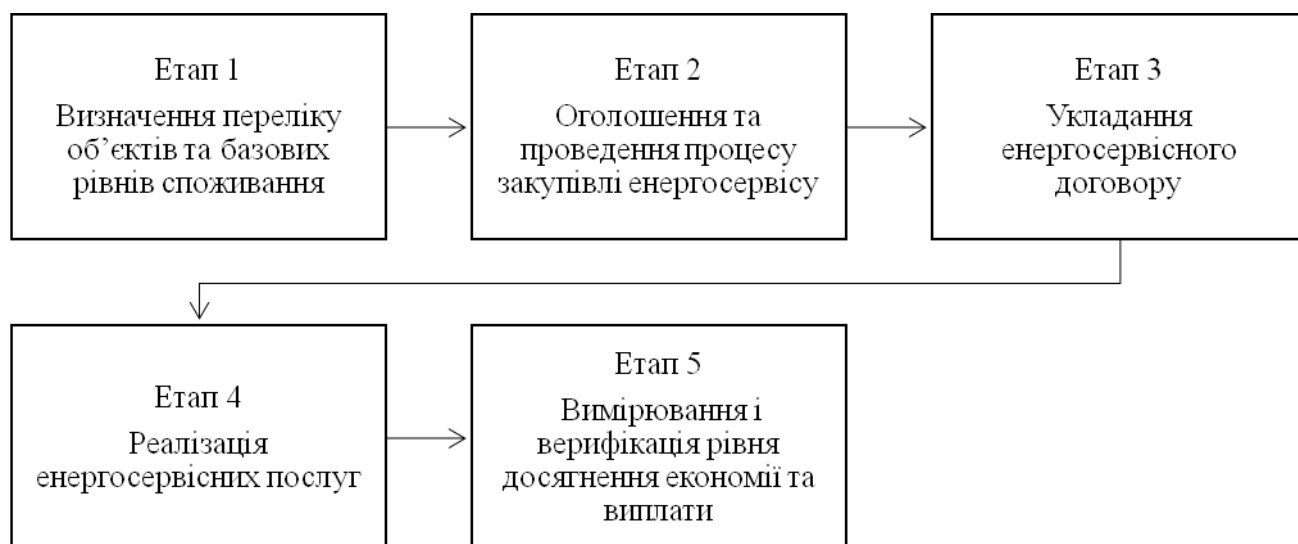 Етап 1
Визначення переліку
об’єктів та базових
рівнів споживання
Етап 2
Оголошення та
проведення процесу
закупівлі енергосервісу
Етап 3
Укладання
енергосервісного
договору
Етап 4
Реалізація
енергосервісних послуг
Етап 5
Вимірювання і
верифікація рівня
досягнення економії та
виплати